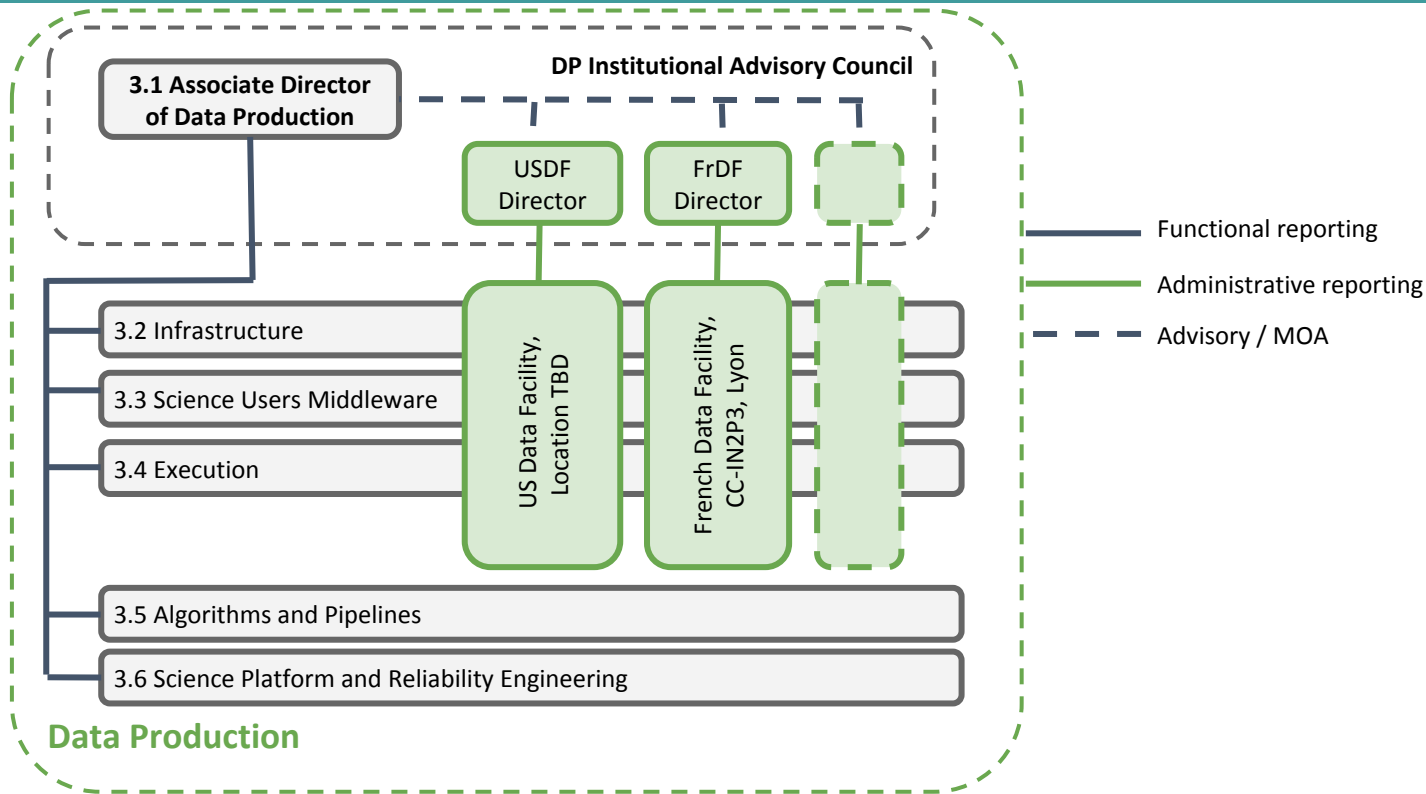 3.1 Associate Director
of Data Production
DP Institutional Advisory Council
USDF
Director
FrDF
Director
Functional reporting
Administrative reporting
Advisory / MOA
3.2 Infrastructure
3.3 Science Users Middleware
3.4 Execution
US Data Facility,
Location TBD
French Data Facility,
CC-IN2P3, Lyon
3.5 Algorithms and Pipelines
3.6 Science Platform and Reliability Engineering
Data Production